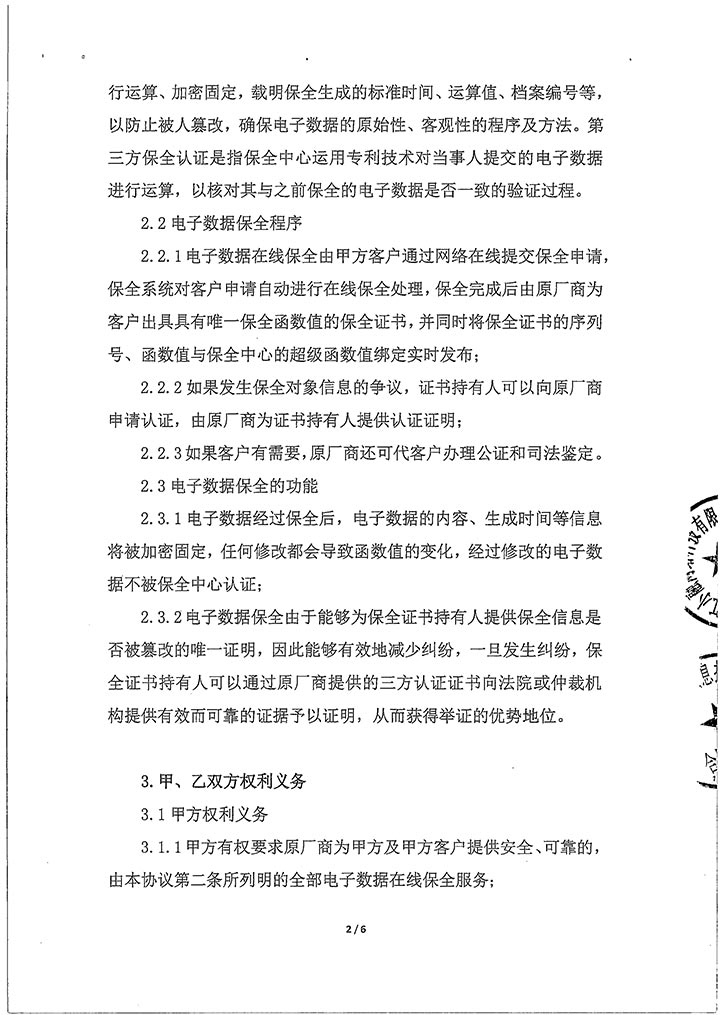 行运算、加密固定，载明保全生成的标准时间、运算值、档案编号等，
以防止被人篡改，确保电子数据的原始性、客观性的程序及方法。第
三方保全认证是指保全中心运用专利技术对当事人提交的电子数据
进行运算，以核对其与之前保全的电子数据是否一致的验证过程。
2.2 电子数据保全程序
2.2.1 电子数据在线保全由甲方客户通过网络在线提交保全申请，
保全系统对客户申请自动进行在线保全处理，保全完成后由原厂商为
客户出具具有唯一保全函数值的保全证书，并同时将保全证书的序列
号、函数值与保全中心的超级函数值绑定实时发布；
2.2.2 如果发生保全对象信息的争议，证书持有人可以向原厂商
申请认证，由原厂商为证书持有人提供认证证明；
2.2.3 如果客户有需要，原厂商还可代客户办理公证和司法鉴定。
2.3 电子数据保全的功能
2.3.1 电子数据经过保全后，电子数据的内容、生成时间等信息
将被加密固定，任何修改都会导致函数值的变化，经过修改的电子数
据不被保全中心认证；
2.3.2 电子数据保全由于能够为保全证书持有人提供保全信息是
否被篡改的唯一证明，因此能够有效地减少纠纷，一旦发生纠纷，保
全证书持有人可以通过原厂商提供的三方认证证书向法院或仲裁机
构提供有效而可靠的证据予以证明，从而获得举证的优势地位。
3. 甲、乙双方权利义务
3.1 甲方权利义务
3.1.1 甲方有权要求原厂商为甲方及甲方客户提供安全、可靠的，
由本协议第二条所列明的全部电子数据在线保全服务；
2 / 6
有限